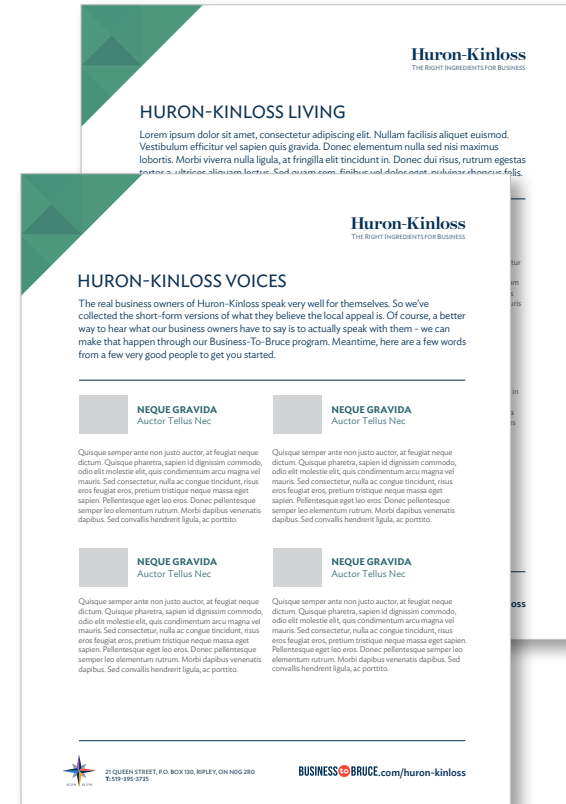 Huron-Kinloss
THE RIGHT INGREDIENTS FOR BUSINESS
HURON-KINLOSS LIVING
Lorem ipsum dolor sit amet, consectetur adipiscing elit. Nullam facilisis aliquet euismod.
Vestibulum efficitur vel sapien quis gravida. Donec elementum nulla sed nisi maximus
lobortis. Morbi viverra nulla ligula, at fringilla elit tincidunt in. Donec dui risus, rutrum egestas
tortor a, ultrices aliquam lectus. Sed quam sem, finibus vel dolor eget, pulvinar rhoncus felis.
Huron-Kinloss
THE RIGHT INGREDIENTS FOR BUSINESS
HURON-KINLOSS VOICES
The real business owners of Huron-Kinloss speak very well for themselves. So we've
collected the short-form versions of what they believe the local appeal is. Of course, a better
way to hear what our business owners have to say is to actually speak with them - we can
make that happen through our Business-To-Bruce program. Meantime, here are a few words
from a few very good people to get you started.
NEQUE GRAVIDA
Auctor Tellus Nec
Quisque semper ante non justo auctor, at feugiat neque
dictum. Quisque pharetra, sapien id dignissim commodo,
odio elit molestie elit, quis condimentum arcu magna vel
mauris. Sed consectetur, nulla ac congue tincidunt, risus
eros feugiat eros, pretium tristique neque massa eget
sapien. Pellentesque eget leo eros. Donec pellentesque
semper leo elementum rutrum. Morbi dapibus venenatis
dapibus. Sed convallis hendrerit ligula, ac porttito.
NEQUE GRAVIDA
Auctor Tellus Nec
Quisque semper ante non justo auctor, at feugiat neque
dictum. Quisque pharetra, sapien id dignissim commodo,
odio elit molestie elit, quis condimentum arcu magna vel
mauris. Sed consectetur, nulla ac congue tincidunt, risus
eros feugiat eros, pretium tristique neque massa eget
sapien. Pellentesque eget leo eros. Donec pellentesque
semper leo elementum rutrum. Morbi dapibus venenatis
dapibus. Sed convallis hendrerit ligula, ac porttito.
NEQUE GRAVIDA
Auctor Tellus Nec
Quisque semper ante non justo auctor, at feugiat neque
dictum. Quisque pharetra, sapien id dignissim commodo,
odio elit molestie elit, quis condimentum arcu magna vel
mauris. Sed consectetur, nulla ac congue tincidunt, risus
eros feugiat eros, pretium tristique neque massa eget
sapien. Pellentesque eget leo eros. Donec pellentesque
semper leo elementum rutrum. Morbi dapibus venenatis
dapibus. Sed convallis hendrerit ligula, ac porttito.
NEQUE GRAVIDA
Auctor Tellus Nec
Quisque semper ante non justo auctor, at feugiat neque
dictum. Quisque pharetra, sapien id dignissim commodo,
odio elit molestie elit, quis condimentum arcu magna vel
mauris. Sed consectetur, nulla ac congue tincidunt, risus
eros feugiat eros, pretium tristique neque massa eget sapien.
Pellentesque eget leo eros. Donec pellentesque semper leo
elementum rutrum. Morbi dapibus venenatis dapibus. Sed
convallis hendrerit ligula, ac porttito.
21 QUEEN STREET, P.O. BOX 130, RIPLEY, ON N0G 2R0
T: 519-395-3735
BUSINESS to BRUCE.com/huron-kinloss